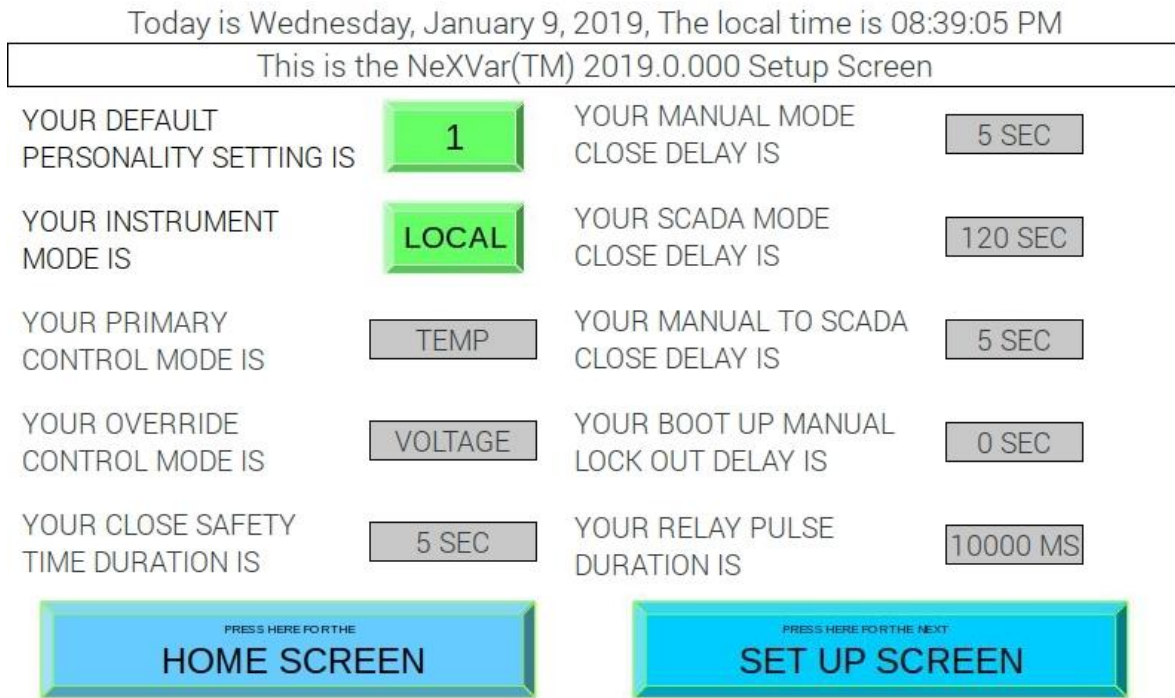 Today is Wednesday, January 9, 2019, The local time is 08:39:05 PM
This is the NeXVar(TM) 2019.0.000 Setup Screen
YOUR DEFAULT
PERSONALITY SETTING IS
1
YOUR INSTRUMENT
MODE IS
LOCAL
YOUR PRIMARY
CONTROL MODE IS
TEMP
YOUR OVERRIDE
CONTROL MODE IS
VOLTAGE
YOUR CLOSE SAFETY
TIME DURATION IS
5 SEC
YOUR MANUAL MODE
CLOSE DELAY IS
5 SEC
YOUR SCADA MODE
CLOSE DELAY IS
120 SEC
YOUR MANUAL TO SCADA
CLOSE DELAY IS
5 SEC
YOUR BOOT UP MANUAL
LOCK OUT DELAY IS
0 SEC
YOUR RELAY PULSE
DURATION IS
10000 MS
PRESS HERE FOR THE
HOME SCREEN
PRESS HERE FOR THE NEXT
SET UP SCREEN